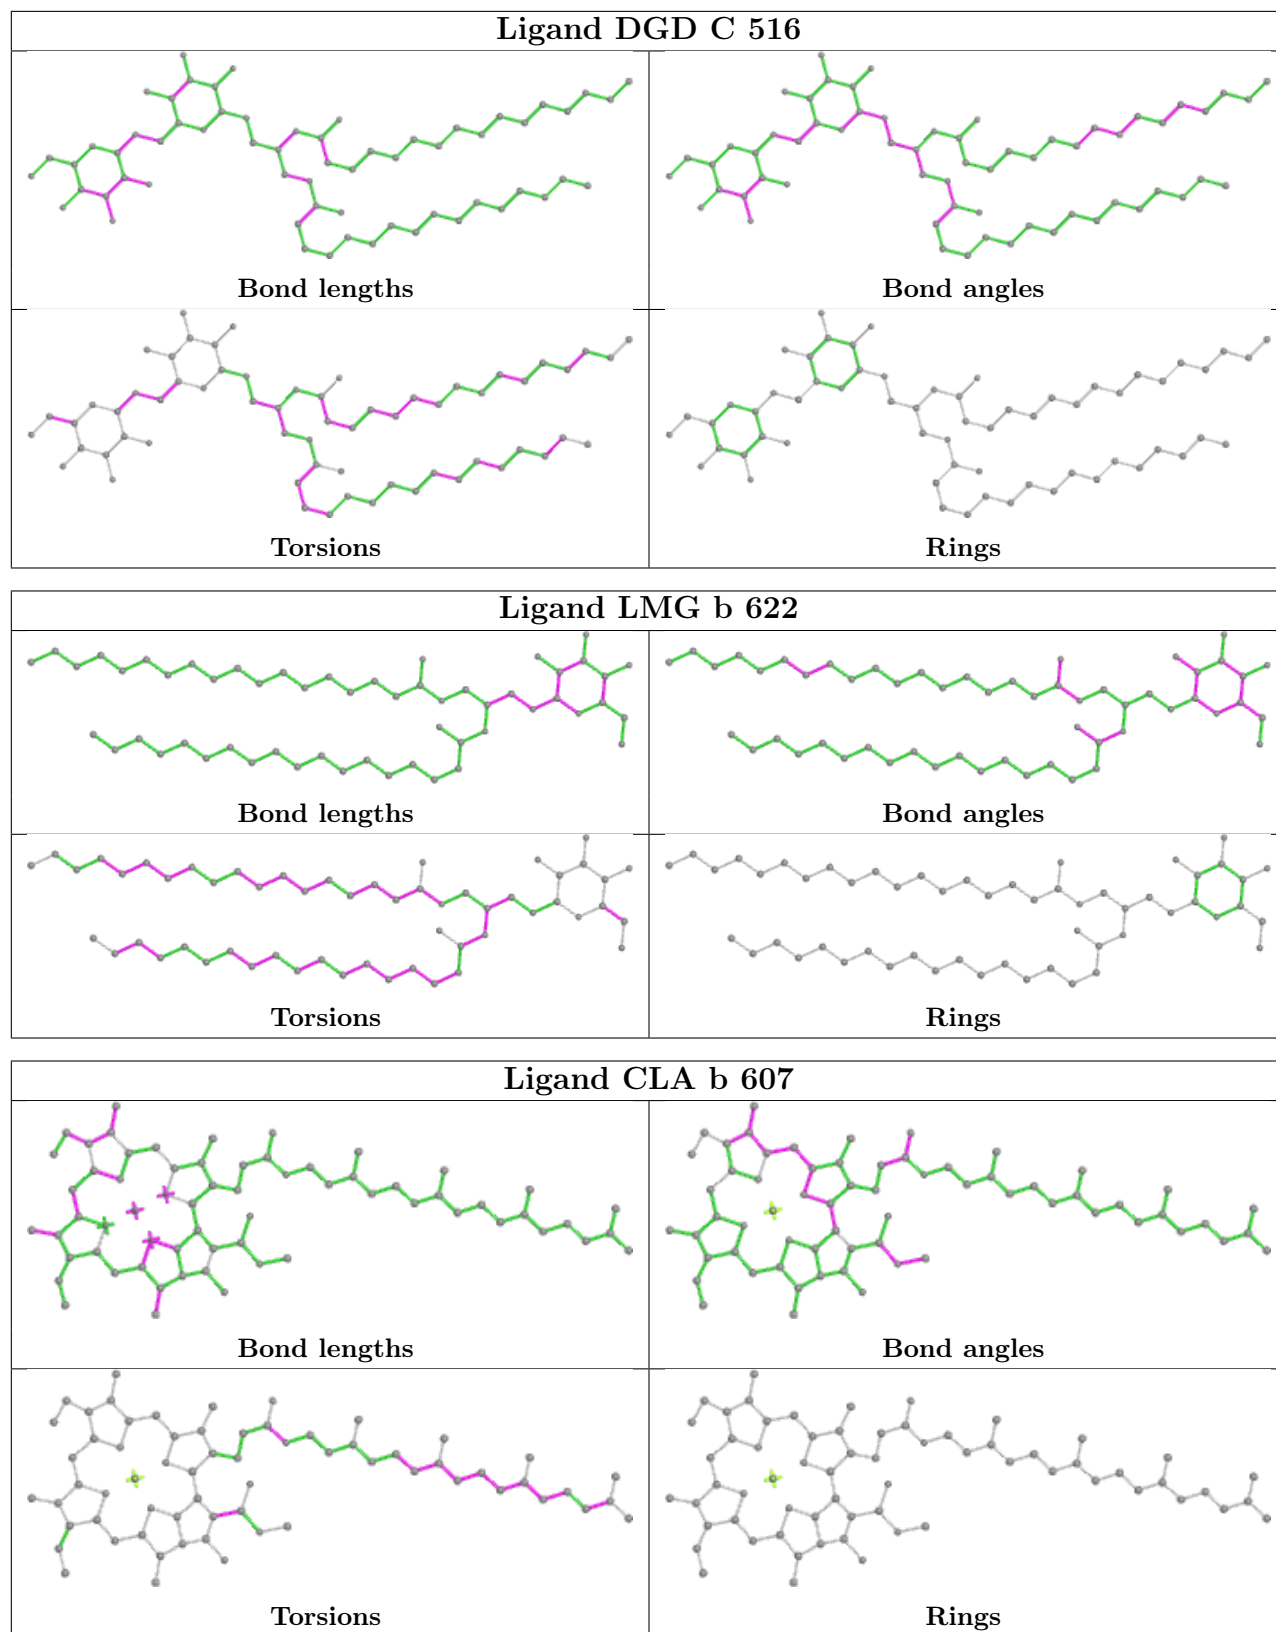 Ligand DGD C 516
Bond lengths
Bond angles
Torsions
Rings
Ligand LMG b 622
Bond lengths
Bond angles
Torsions
Rings
Ligand CLA b 607
Bond lengths
Bond angles
Torsions
Rings